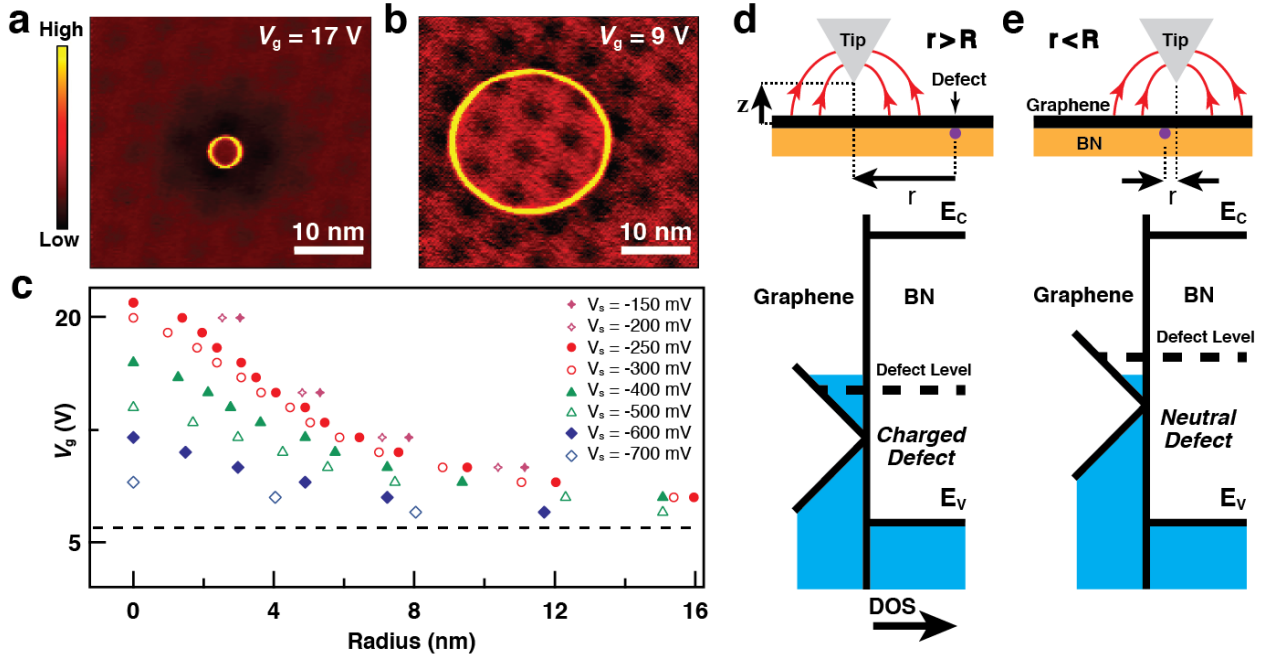 a
High
Low
Vg = 17 V
10 nm
b
Vg = 9 V
10 nm
c
Vg (V)
20
5
Vs = -150 mV
Vs = -200 mV
Vs = -250 mV
Vs = -300 mV
Vs = -400 mV
Vs = -500 mV
Vs = -600 mV
Vs = -700 mV
0
4
8
12
16
Radius (nm)
d
Tip
r > R
Defect
z
Graphene
BN
r
EC
Graphene
BN
Defect Level
Charged
Defect
EV
DOS
e
r < R
Tip
Graphene
BN
r
EC
Graphene
BN
Defect Level
Neutral
Defect
EV